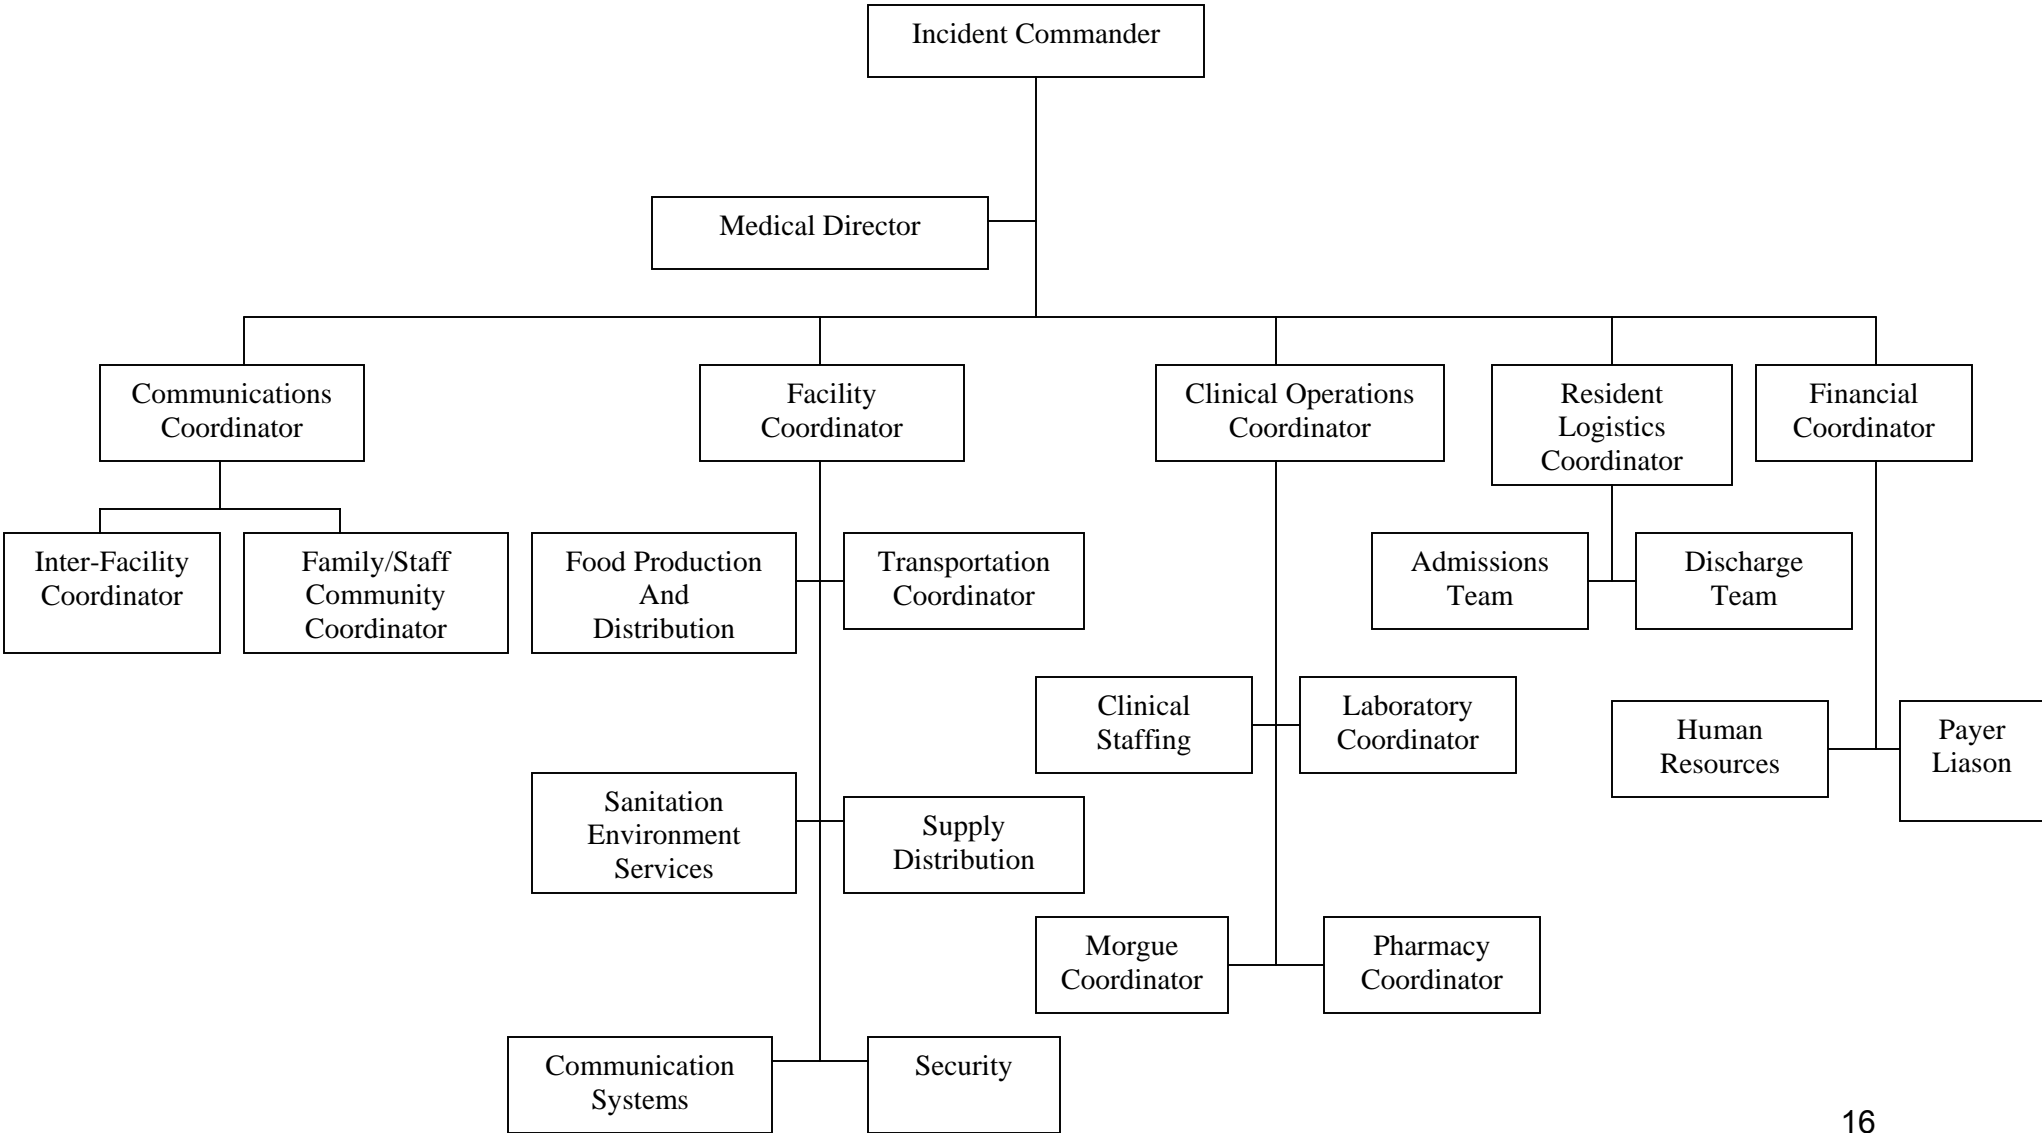 Incident Commander
Medical Director
Communications
Coordinator
Facility
Coordinator
Clinical Operations
Coordinator
Resident
Logistics
Coordinator
Financial
Coordinator
Inter-Facility
Coordinator
Family/Staff
Community
Coordinator
Food Production
And
Distribution
Transportation
Coordinator
Admissions
Team
Discharge
Team
Clinical
Staffing
Laboratory
Coordinator
Human
Resources
Payer
Liason
Sanitation
Environment
Services
Supply
Distribution
Morgue
Coordinator
Pharmacy
Coordinator
Communication
Systems
Security
16